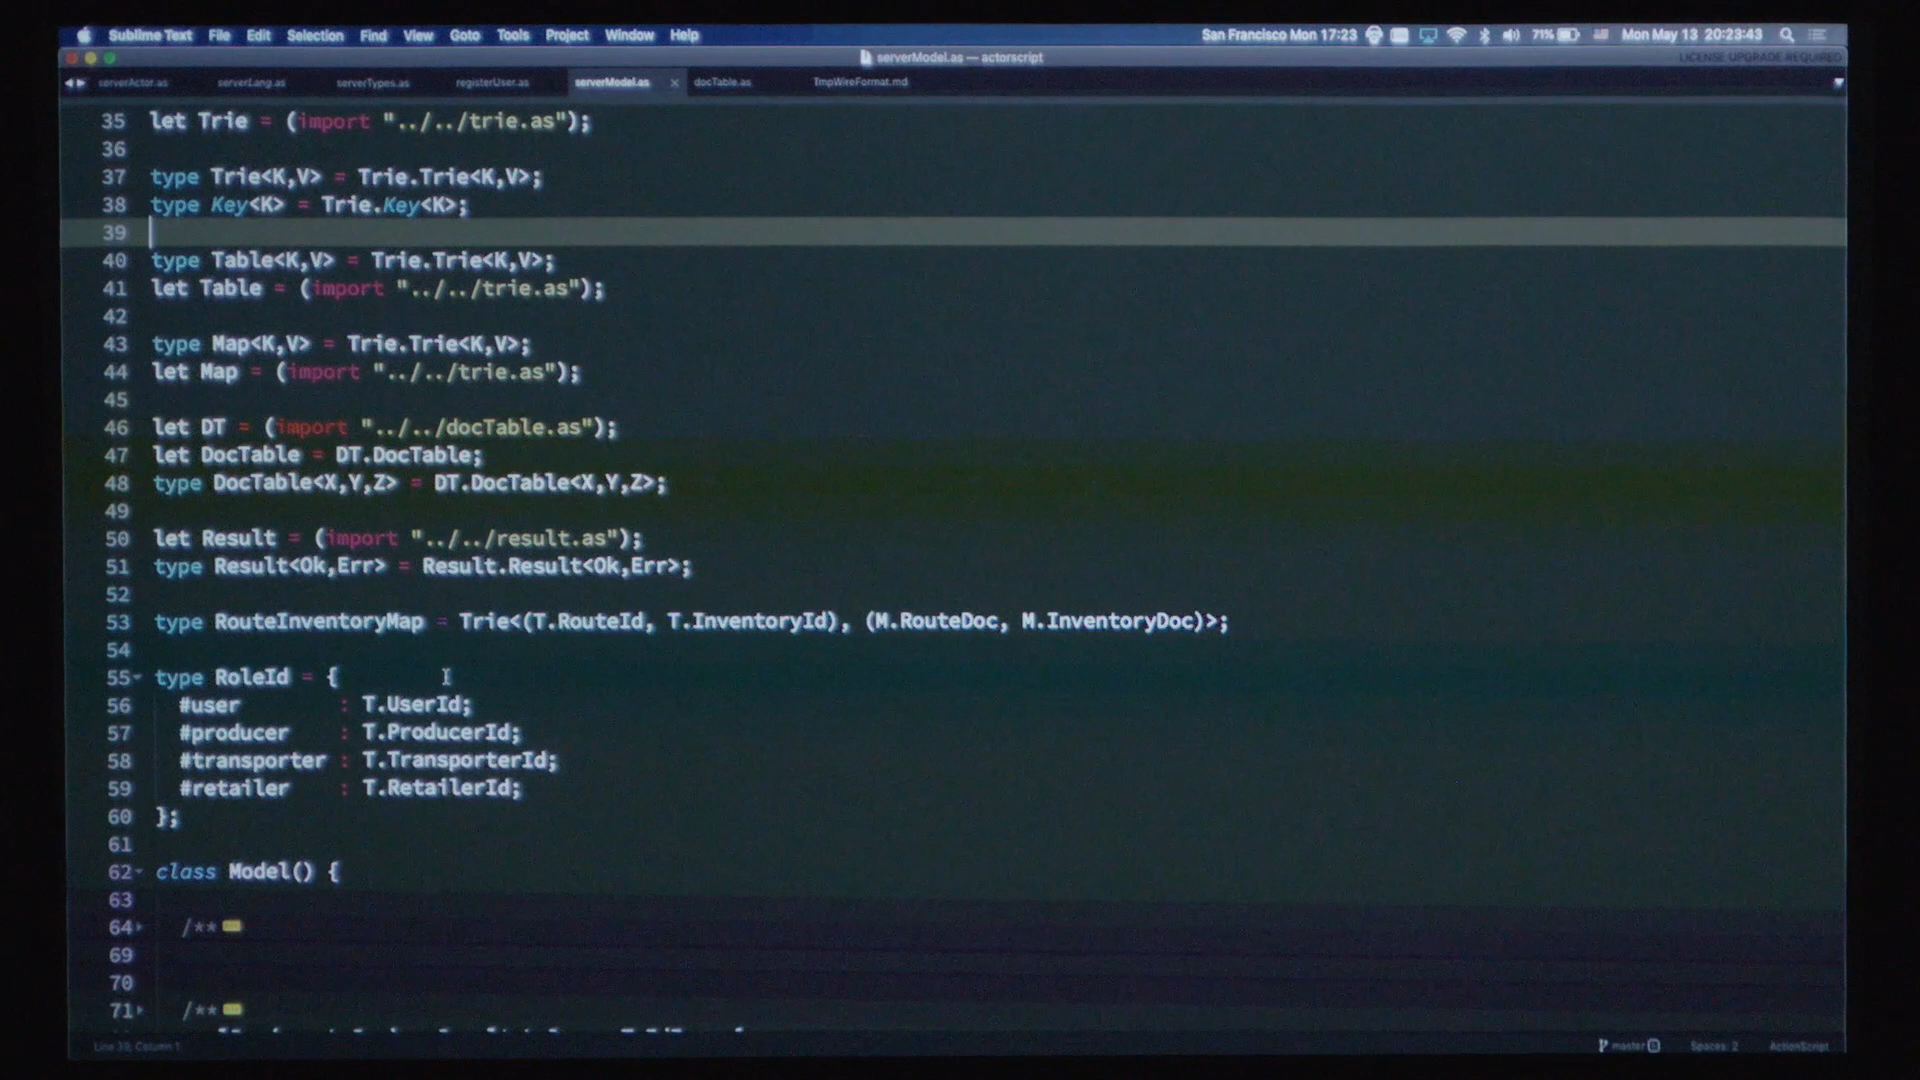 Sublime Text File Edit Selection Find View Goto Tools Project Window Help San Francisco Mon 17:23 71% Mon May 13 20:23:43
serverModel.as — actorscript LICENSE UPGRADE REQUIRED
serverActor.as serverLang.as serverTypes.as registerUser.as serverModel.as × docTable.as TmpWireFormat.md
35 let Trie = (import "../../trie.as");
36
37 type Trie<K,V> = Trie.Trie<K,V>;
38 type Key<K> = Trie.Key<K>;
39
40 type Table<K,V> = Trie.Trie<K,V>;
41 let Table = (import "../../trie.as");
42
43 type Map<K,V> = Trie.Trie<K,V>;
44 let Map = (import "../../trie.as");
45
46 let DT = (import "../../docTable.as");
47 let DocTable = DT.DocTable;
48 type DocTable<X,Y,Z> = DT.DocTable<X,Y,Z>;
49
50 let Result = (import "../../result.as");
51 type Result<Ok,Err> = Result.Result<Ok,Err>;
52
53 type RouteInventoryMap = Trie<(T.RouteId, T.InventoryId), (M.RouteDoc, M.InventoryDoc)>;
54
55 type RoleId = {
56 #user : T.UserId;
57 #producer : T.ProducerId;
58 #transporter : T.TransporterId;
59 #retailer : T.RetailerId;
60 };
61
62 class Model() {
63
64 /**
69
70
71 /**
Line 39, Column 1 master Spaces: 2 ActionScript